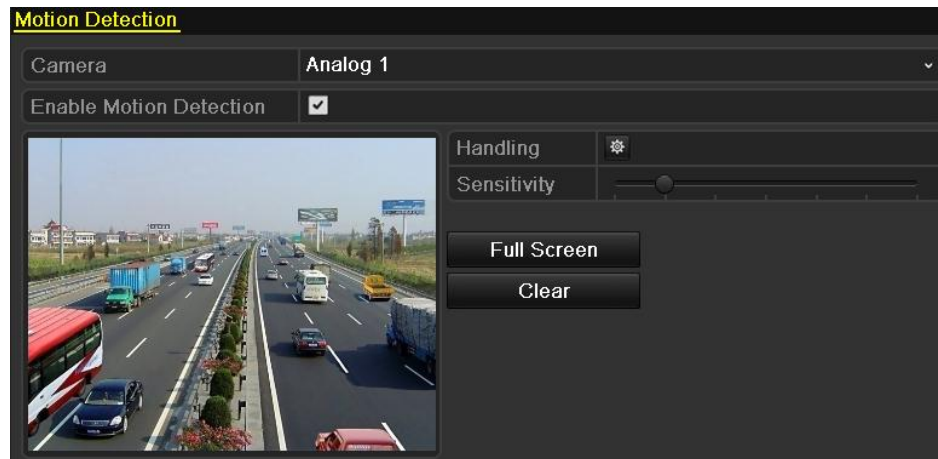 Motion Detection
Camera
Analog 1
Enable Motion Detection
Handling
Sensitivity
Full Screen
Clear